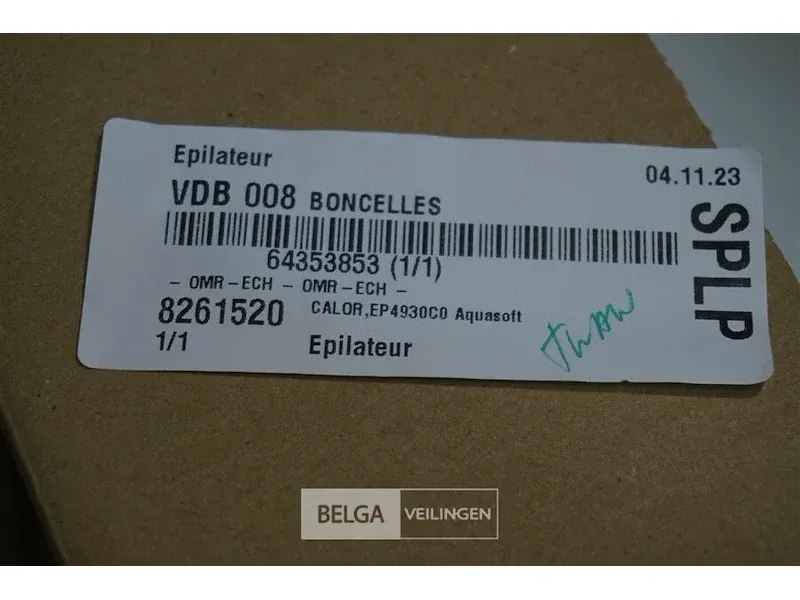 Epilateur
04.11.23
VDB 008 BONCELLES
64353853 (1/1)
- OMR-ECH - OMR-ECH -
8261520 CALOR,EP4930C0 Aquasoft
1/1 Epilateur
SPLP
BELGA VEILINGEN